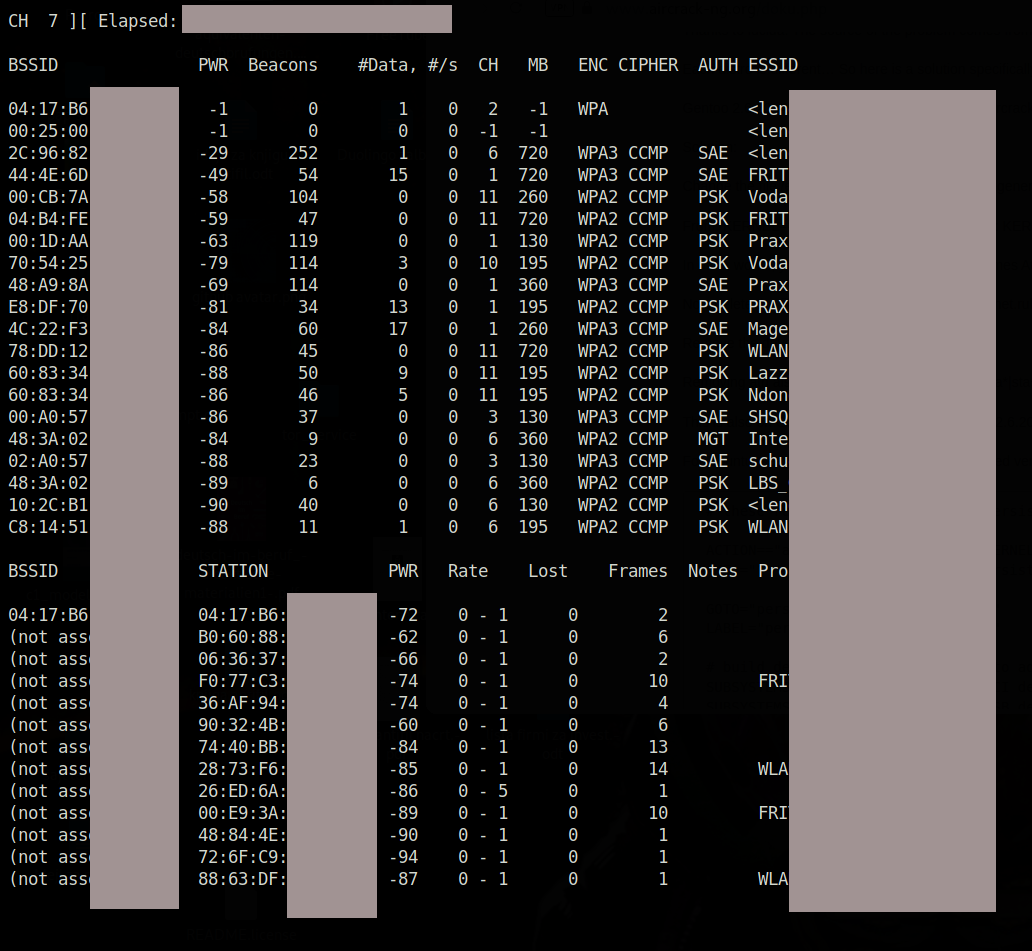 CH  7 ][ Elapsed:
BSSID              PWR  Beacons    #Data, #/s  CH   MB   ENC CIPHER  AUTH ESSID
04:17:B6            -1        0        1    0   2   -1   WPA              <len
00:25:00            -1        0        0    0  -1   -1                    <len
2C:96:82           -29      252        1    0   6  720   WPA3 CCMP   SAE  <len
44:4E:6D           -49       54       15    0   1  720   WPA3 CCMP   SAE  FRIT
00:CB:7A           -58      104        0    0  11  260   WPA2 CCMP   PSK  Voda
04:B4:FE           -59       47        0    0  11  720   WPA2 CCMP   PSK  FRIT
00:1D:AA           -63      119        0    0   1  130   WPA2 CCMP   PSK  Prax
70:54:25           -79      114        3    0  10  195   WPA2 CCMP   PSK  Voda
48:A9:8A           -69      114        0    0   1  360   WPA3 CCMP   SAE  Prax
E8:DF:70           -81       34       13    0   1  195   WPA2 CCMP   PSK  PRAX
4C:22:F3           -84       60       17    0   1  260   WPA3 CCMP   SAE  Mage
78:DD:12           -86       45        0    0  11  720   WPA2 CCMP   PSK  WLAN
60:83:34           -88       50        9    0  11  195   WPA2 CCMP   PSK  Lazz
60:83:34           -86       46        5    0  11  195   WPA2 CCMP   PSK  Ndon
00:A0:57           -86       37        0    0   3  130   WPA3 CCMP   SAE  SHSQ
48:3A:02           -84        9        0    0   6  360   WPA2 CCMP   MGT  Inte
02:A0:57           -88       23        0    0   3  130   WPA3 CCMP   SAE  schu
48:3A:02           -89        6        0    0   6  360   WPA2 CCMP   PSK  LBS_
10:2C:B1           -90       40        0    0   6  130   WPA2 CCMP   PSK  <len
C8:14:51           -88       11        1    0   6  195   WPA2 CCMP   PSK  WLAN
BSSID              STATION            PWR   Rate    Lost    Frames  Notes  Pro
04:17:B6           04:17:B6:          -72    0 - 1      0        2
(not ass           B0:60:88:          -62    0 - 1      0        6
(not ass           06:36:37:          -66    0 - 1      0        2
(not ass           F0:77:C3:          -74    0 - 1      0       10         FRI
(not ass           36:AF:94:          -74    0 - 1      0        4
(not ass           90:32:4B:          -60    0 - 1      0        6
(not ass           74:40:BB:          -84    0 - 1      0       13
(not ass           28:73:F6:          -85    0 - 1      0       14         WLA
(not ass           26:ED:6A:          -86    0 - 5      0        1
(not ass           00:E9:3A:          -89    0 - 1      0       10         FRI
(not ass           48:84:4E:          -90    0 - 1      0        1
(not ass           72:6F:C9:          -94    0 - 1      0        1
(not ass           88:63:DF:          -87    0 - 1      0        1         WLA